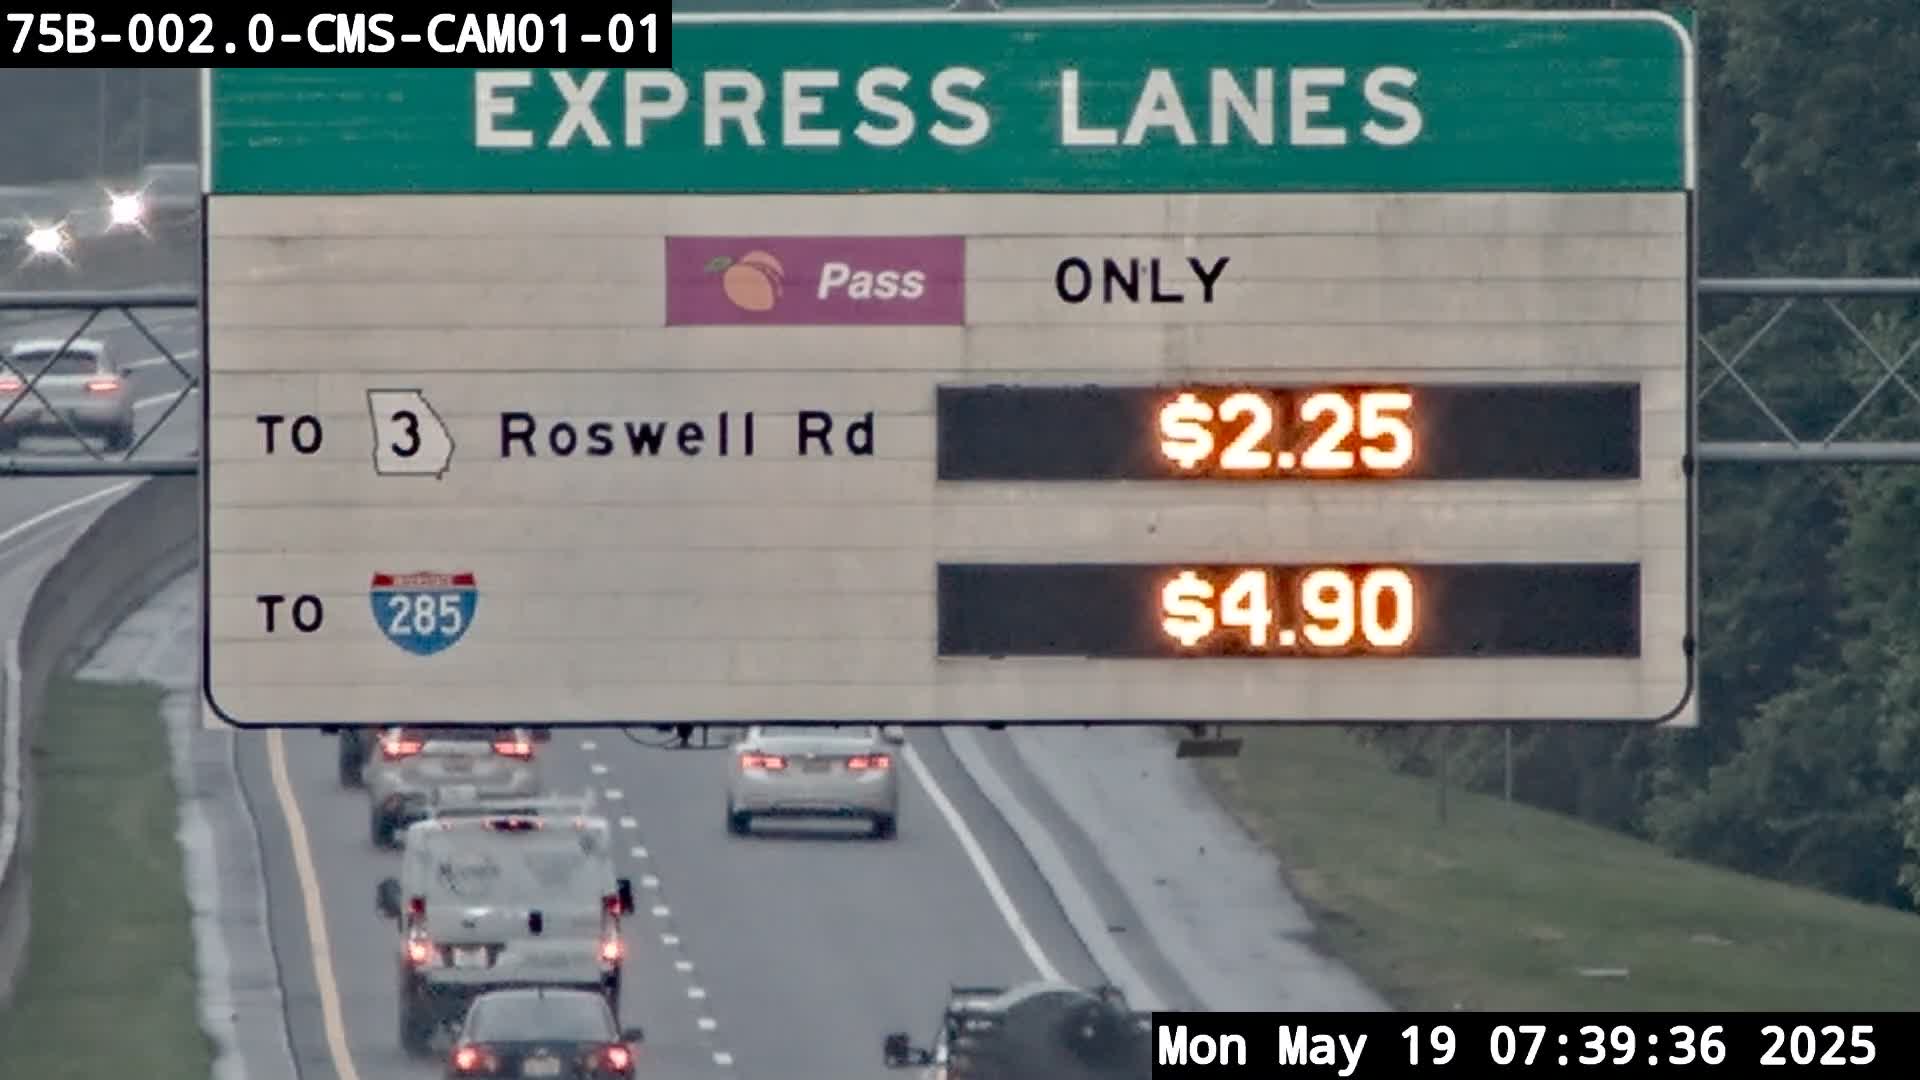 75B-002.0-CMS-CAM01-01
EXPRESS LANES
Pass ONLY
TO 3 Roswell Rd $2.25
TO 285 $4.90
Mon May 19 07:39:36 2025